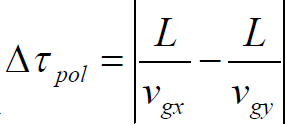 Δτ_pol = | L/v_gx − L/v_gy |